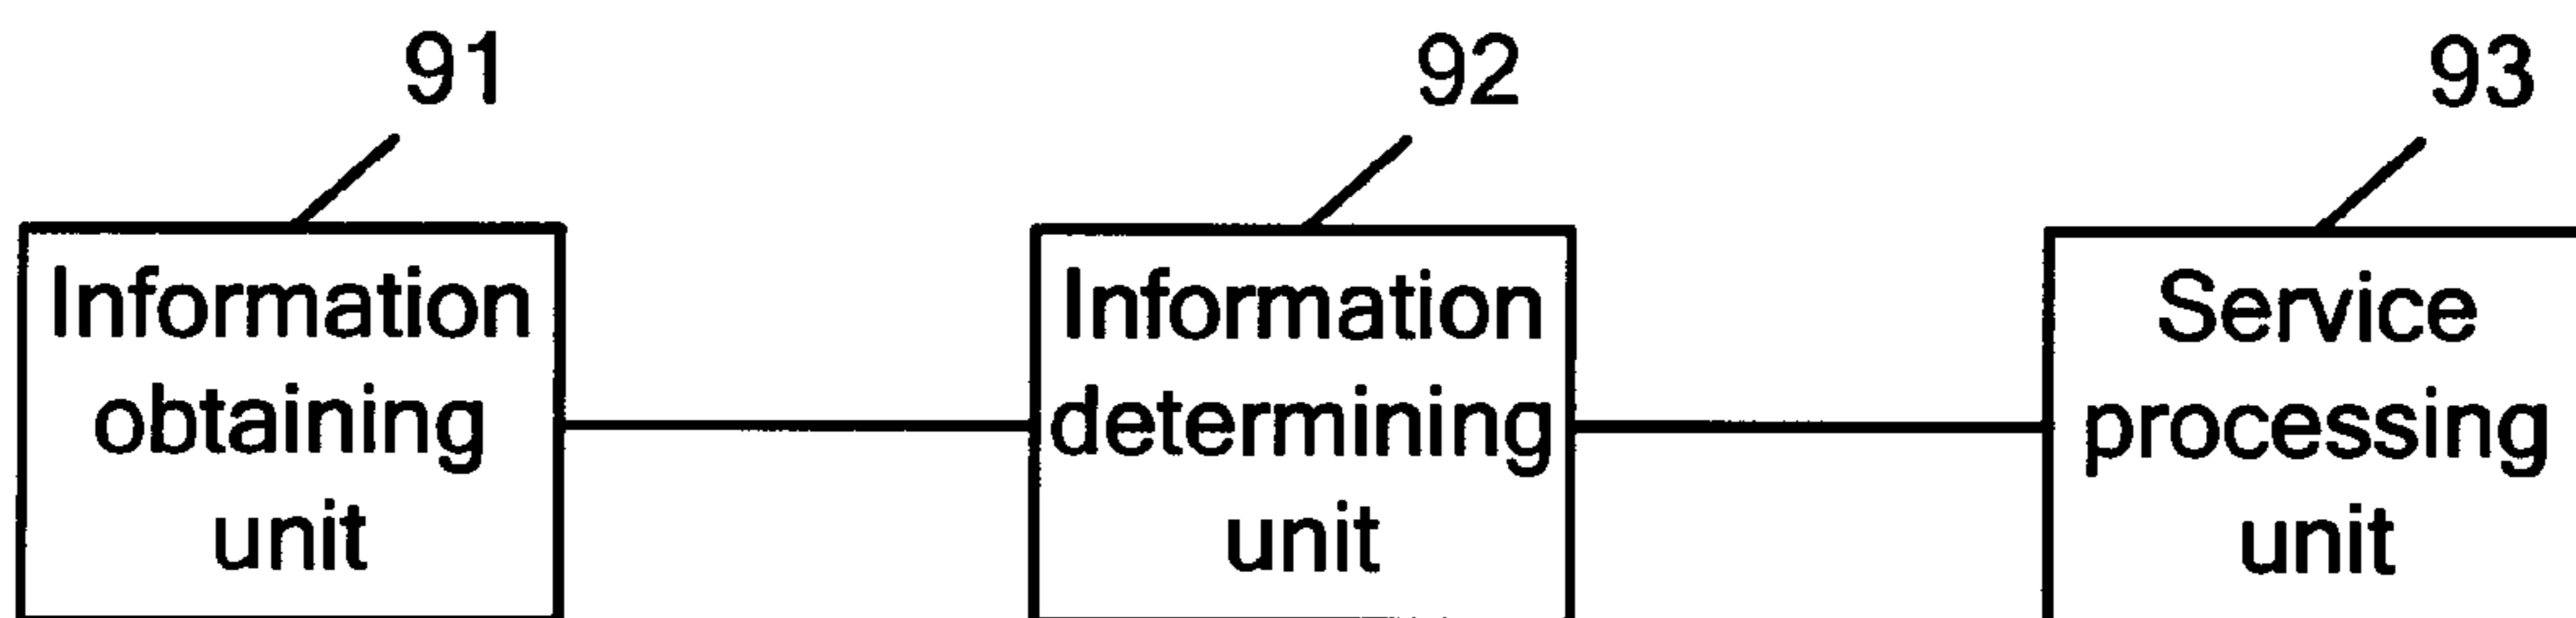 91
92
93
Information
obtaining
unit
Information
determining
unit
Service
processing
unit